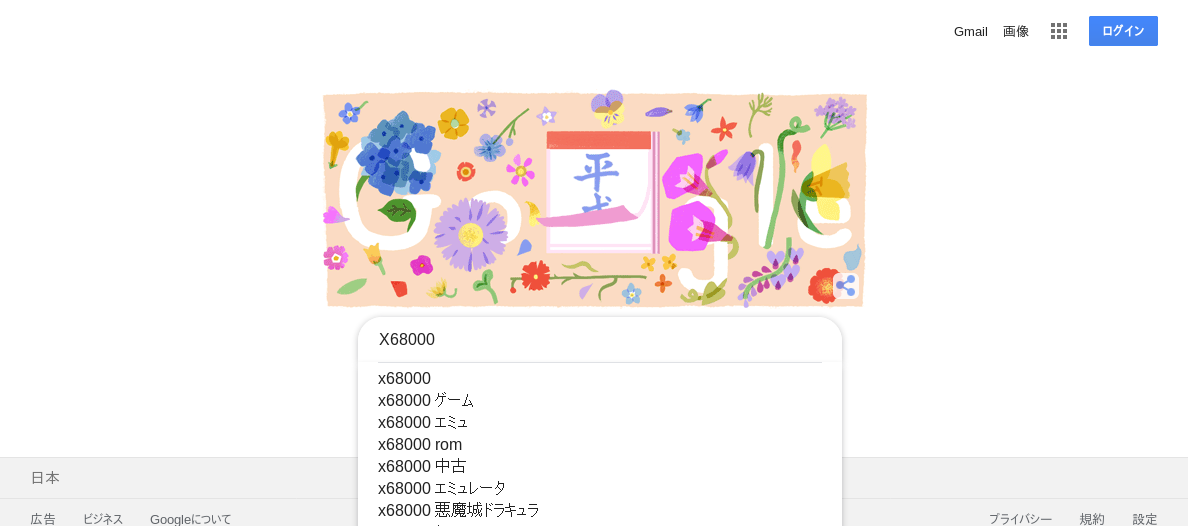 Gmail 画像 ログイン
Google
平成
X68000
x68000
x68000 ゲーム
x68000 エミュ
x68000 rom
x68000 中古
x68000 エミュレータ
x68000 悪魔城ドラキュラ
日本
広告 ビジネス Googleについて プライバシー 規約 設定